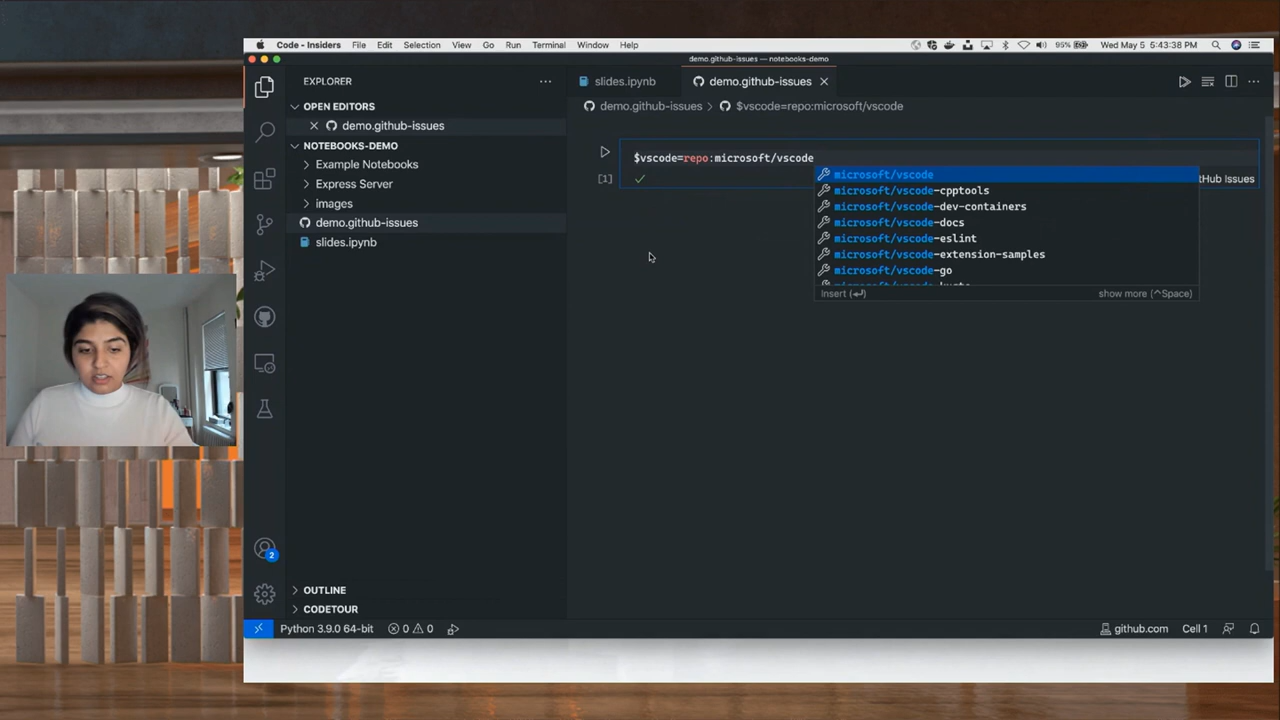 Code - Insiders File Edit Selection View Go Run Terminal Window Help 95% Wed May 5 5:43:38 PM
demo.github-issues — notebooks-demo
EXPLORER
OPEN EDITORS
demo.github-issues
NOTEBOOKS-DEMO
Example Notebooks
Express Server
images
demo.github-issues
slides.ipynb
OUTLINE
CODETOUR
slides.ipynb demo.github-issues
demo.github-issues > $vscode=repo:microsoft/vscode
$vscode=repo:microsoft/vscode
[1] Hub Issues
microsoft/vscode
microsoft/vscode-cpptools
microsoft/vscode-dev-containers
microsoft/vscode-docs
microsoft/vscode-eslint
microsoft/vscode-extension-samples
microsoft/vscode-go
Insert (↵) show more (^Space)
2
Python 3.9.0 64-bit 0 0 github.com Cell 1